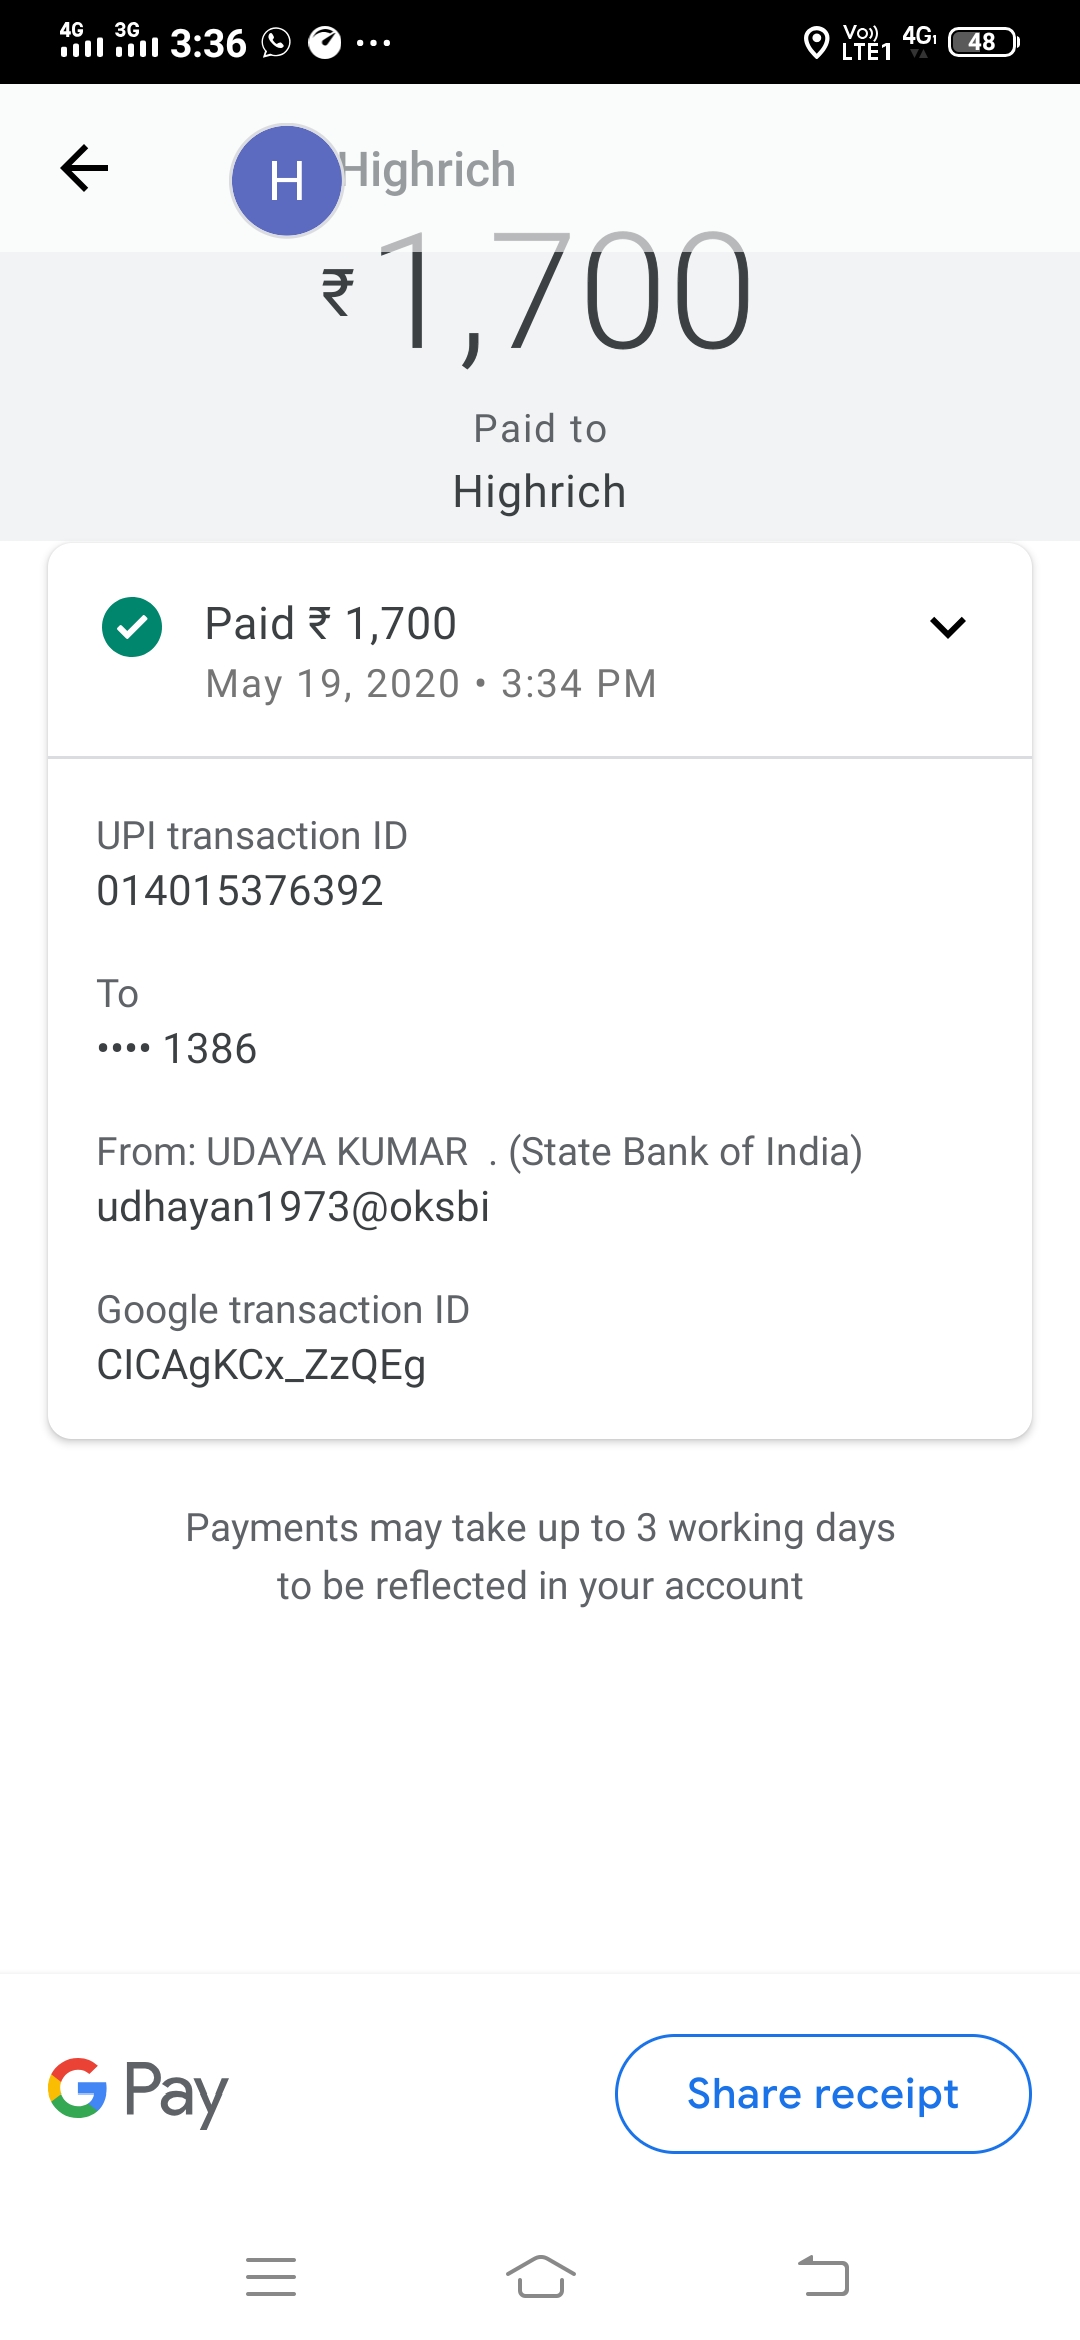 4G 3G 3:36 Vo)) LTE1 4G1 48
H Highrich
₹ 1,700
Paid to
Highrich
Paid ₹ 1,700
May 19, 2020 • 3:34 PM
UPI transaction ID
014015376392
To
•••• 1386
From: UDAYA KUMAR . (State Bank of India)
udhayan1973@oksbi
Google transaction ID
CICAgKCx_ZzQEg
Payments may take up to 3 working days
to be reflected in your account
G Pay
Share receipt